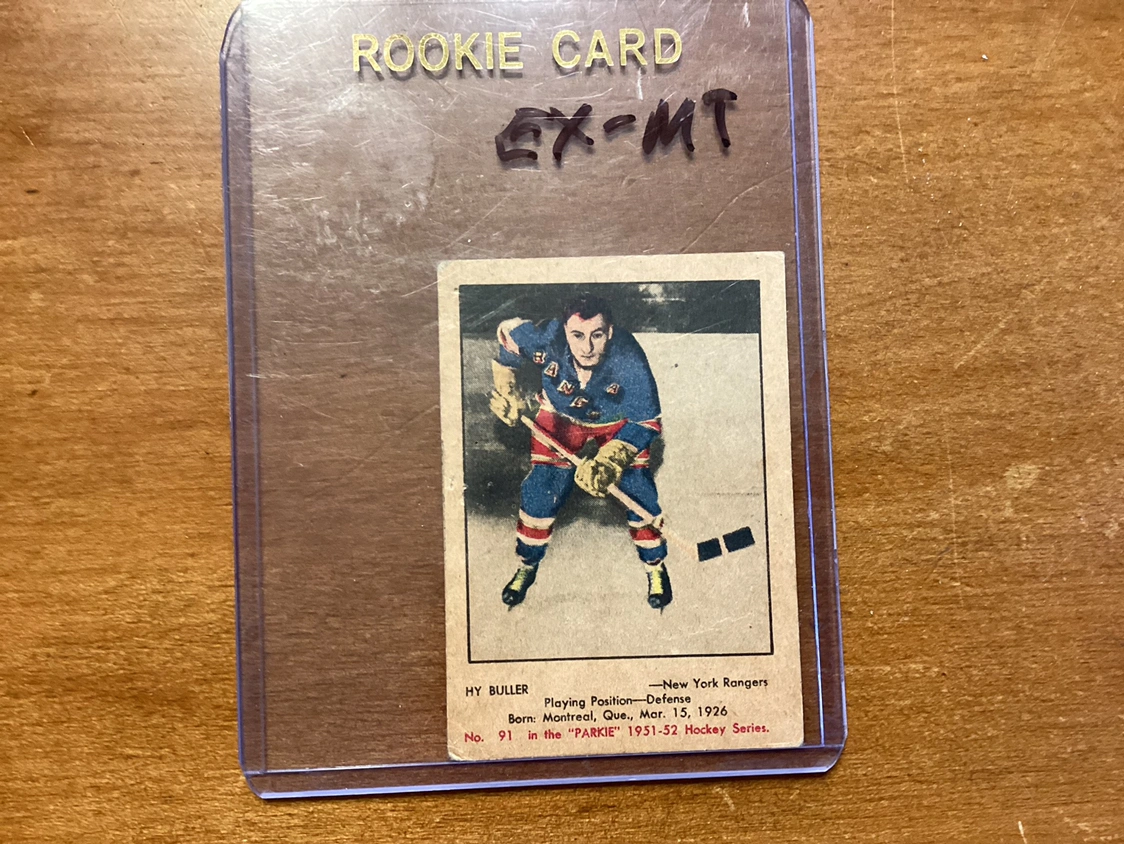 ROOKIE CARD
EX-MT
RANG
HY BULLER —New York Rangers
Playing Position—Defense
Born: Montreal, Que., Mar. 15, 1926
No. 91 in the "PARKIE" 1951-52 Hockey Series.